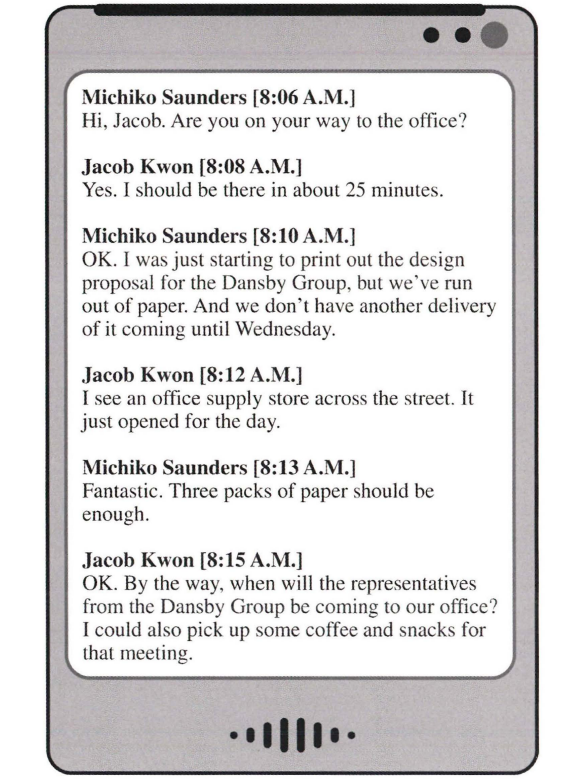 Michiko Saunders [8:06 A.M.]
Hi, Jacob. Are you on your way to the office?
Jacob Kwon [8:08 A.M.]
Yes. I should be there in about 25 minutes.
Michiko Saunders [8:10 A.M.]
OK. I was just starting to print out the design
proposal for the Dansby Group, but we’ve run
out of paper. And we don’t have another delivery
of it coming until Wednesday.
Jacob Kwon [8:12 A.M.]
I see an office supply store across the street. It
just opened for the day.
Michiko Saunders [8:13 A.M.]
Fantastic. Three packs of paper should be
enough.
Jacob Kwon [8:15 A.M.]
OK. By the way, when will the representatives
from the Dansby Group be coming to our office?
I could also pick up some coffee and snacks for
that meeting.